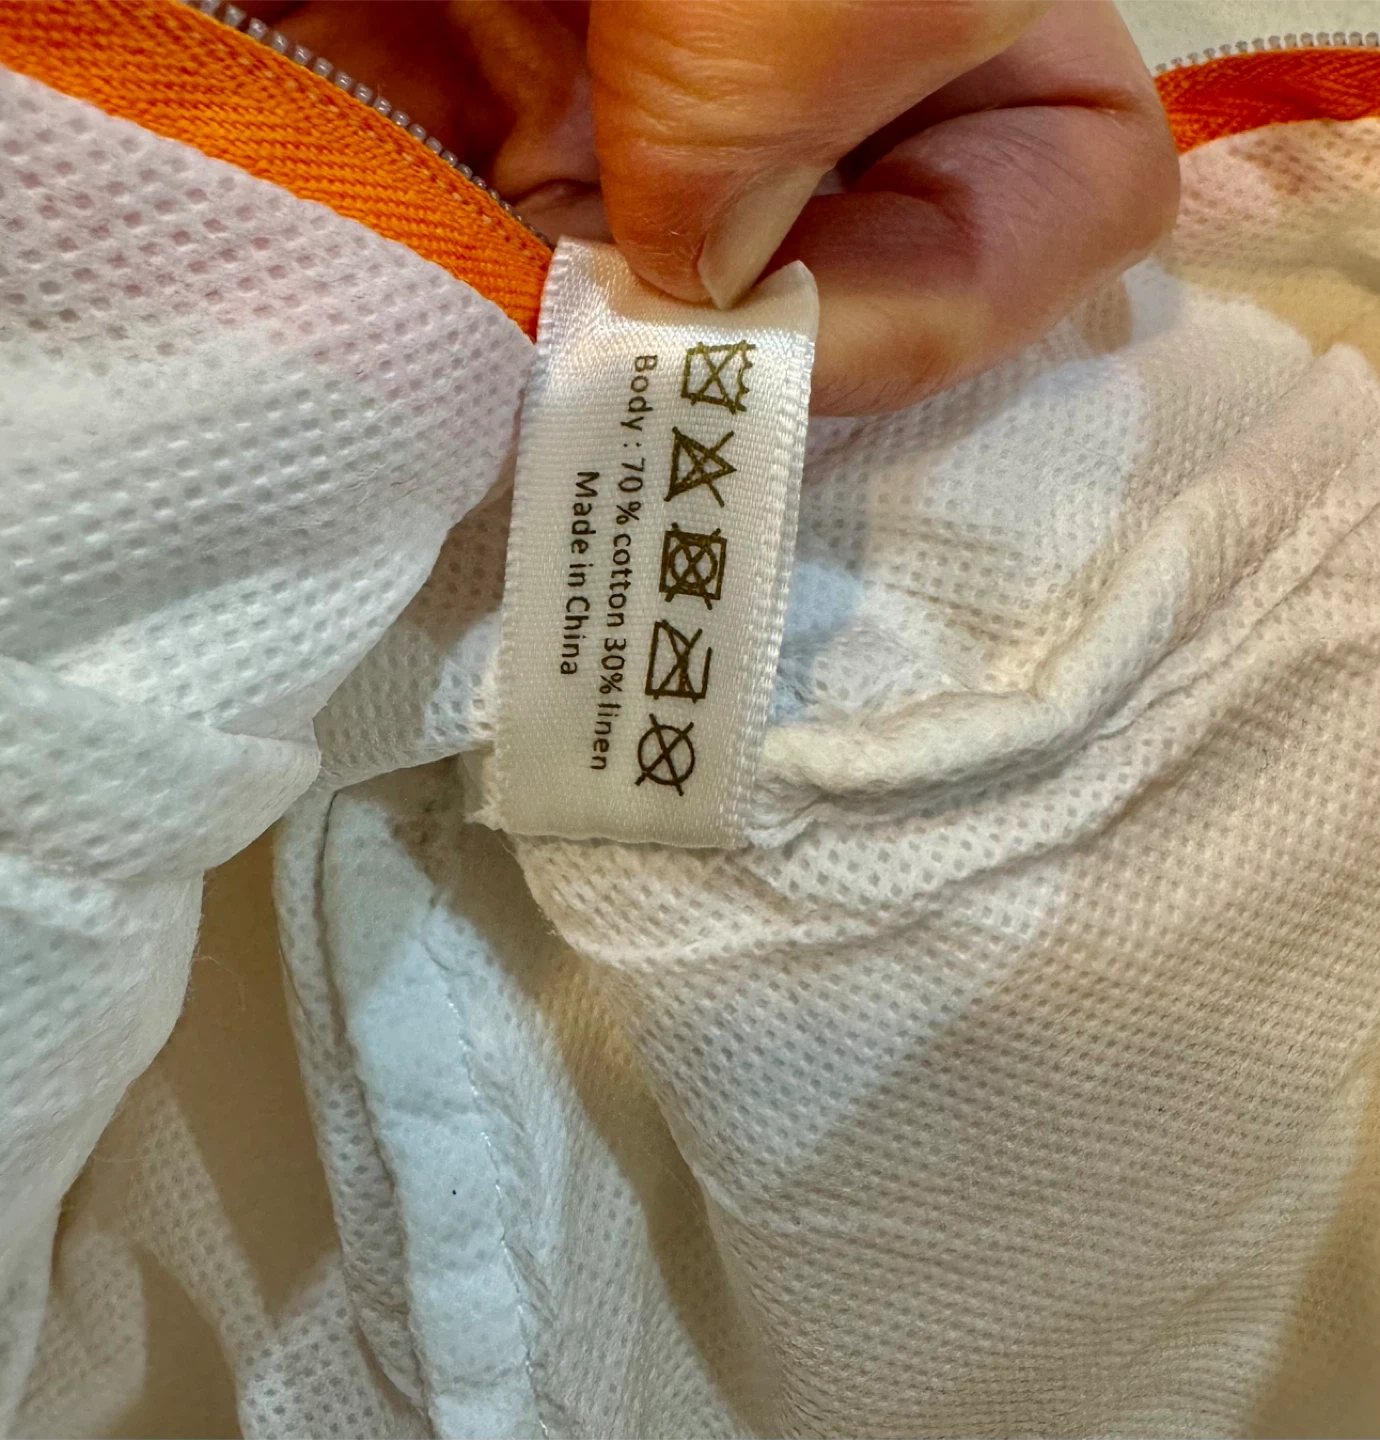 Body : 70 % cotton 30% linen
Made in China